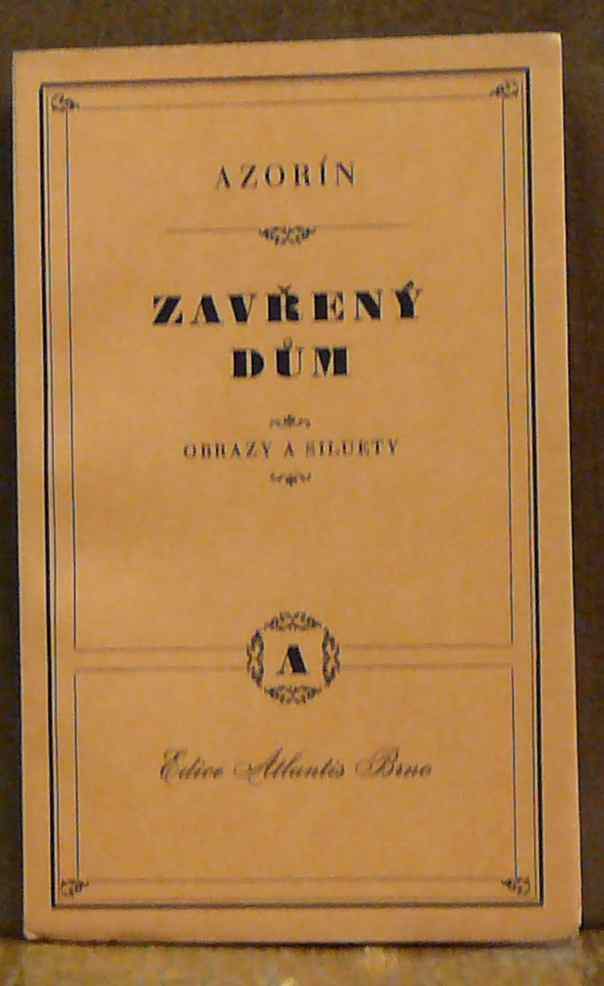 AZORÍN
ZAVŘENÝ
DŮM
OBRAZY A SILUETY
A
Edice Atlantis Brno